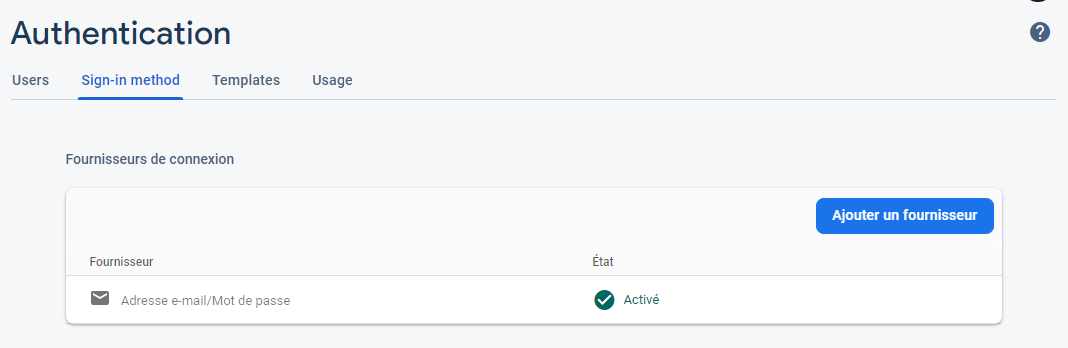 Authentication
?
Users Sign-in method Templates Usage
Fournisseurs de connexion
Ajouter un fournisseur
Fournisseur État
Adresse e-mail/Mot de passe Activé